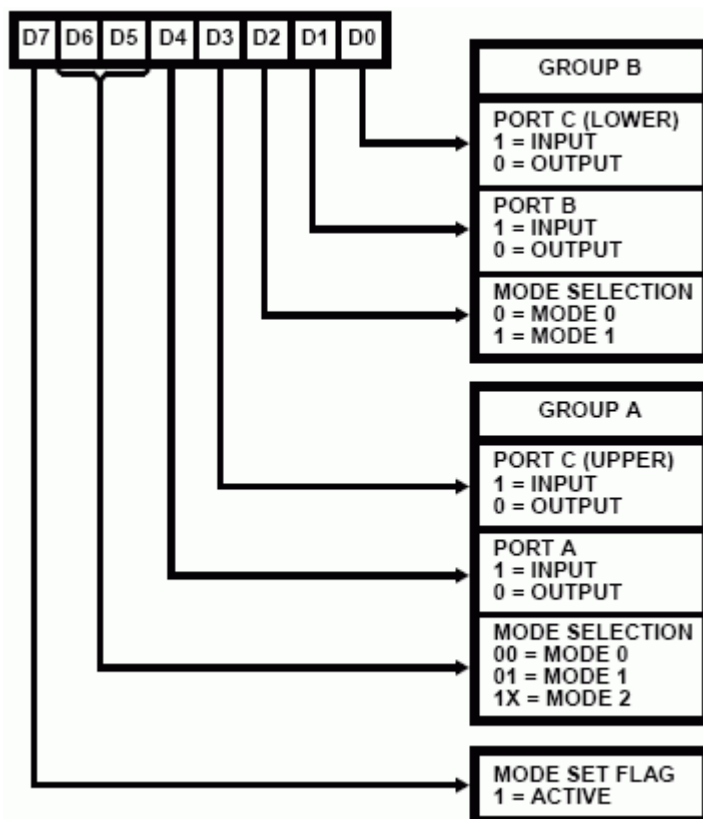 D7 D6 D5 D4 D3 D2 D1 D0
GROUP B
PORT C (LOWER)
1 = INPUT
0 = OUTPUT
PORT B
1 = INPUT
0 = OUTPUT
MODE SELECTION
0 = MODE 0
1 = MODE 1
GROUP A
PORT C (UPPER)
1 = INPUT
0 = OUTPUT
PORT A
1 = INPUT
0 = OUTPUT
MODE SELECTION
00 = MODE 0
01 = MODE 1
1X = MODE 2
MODE SET FLAG
1 = ACTIVE